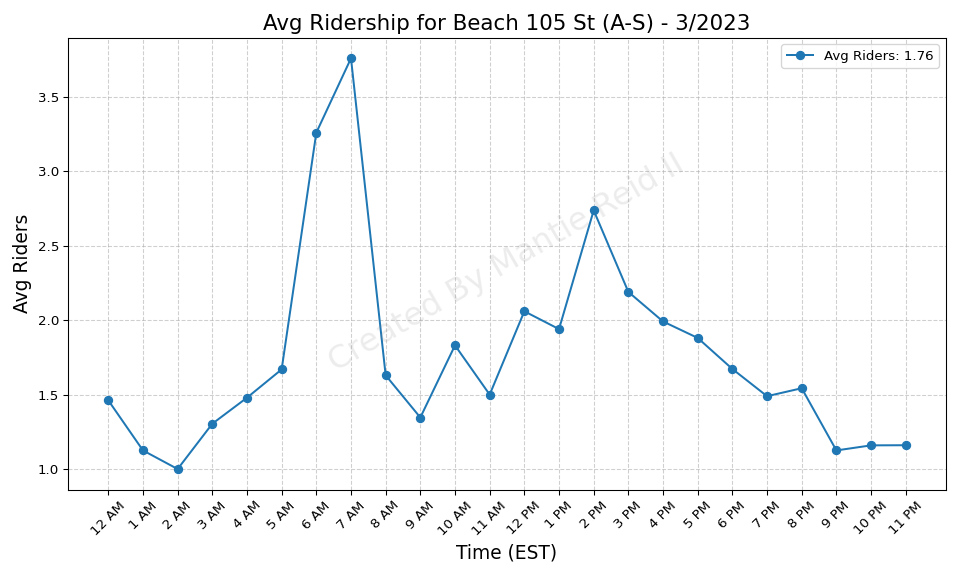 Avg Ridership for Beach 105 St (A-S) - 3/2023
Avg Riders: 1.76
Created By Mantie Reid II
Avg Riders
3.5
3.0
2.5
2.0
1.5
1.0
12 AM
1 AM
2 AM
3 AM
4 AM
5 AM
6 AM
7 AM
8 AM
9 AM
10 AM
11 AM
12 PM
1 PM
2 PM
3 PM
4 PM
5 PM
6 PM
7 PM
8 PM
9 PM
10 PM
11 PM
Time (EST)